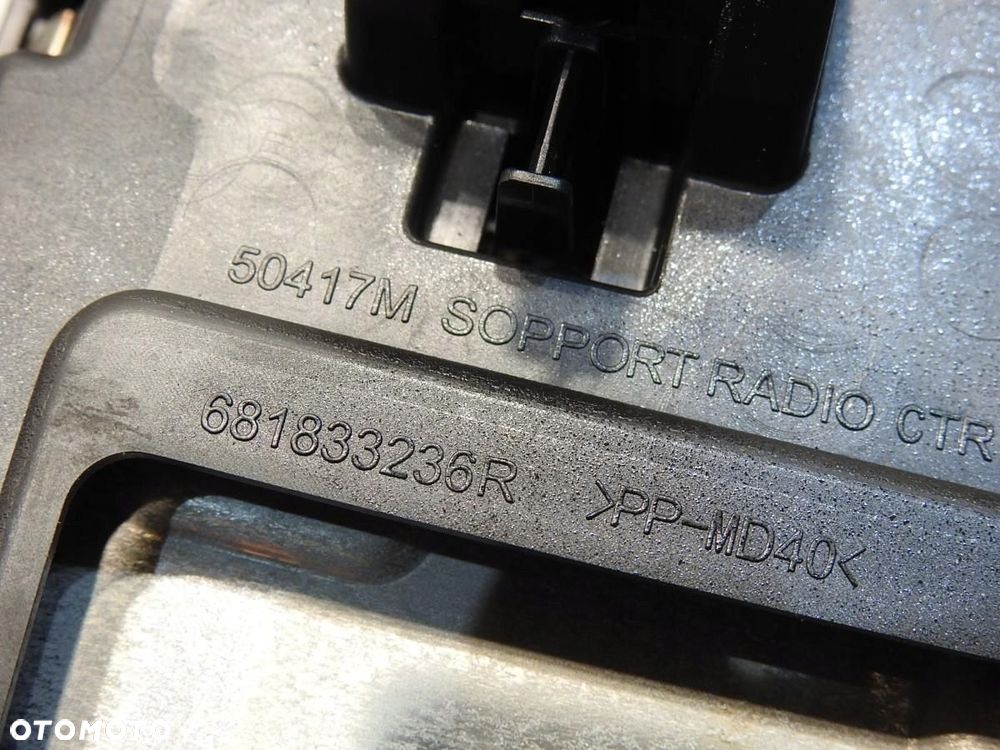 50417M SOPPORT RADIO CTR
681833236R >PP-MD40<
OTOMOTO